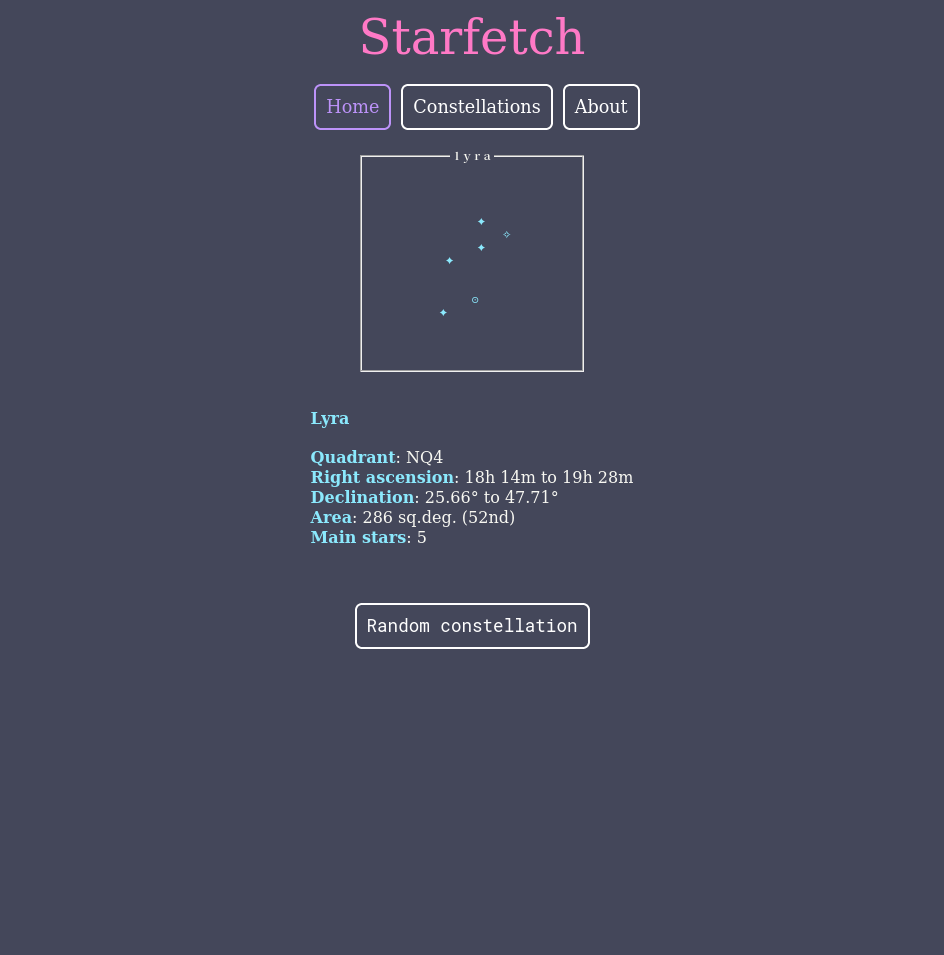 Starfetch
Home Constellations About
lyra
Lyra
Quadrant: NQ4
Right ascension: 18h 14m to 19h 28m
Declination: 25.66° to 47.71°
Area: 286 sq.deg. (52nd)
Main stars: 5
Random constellation